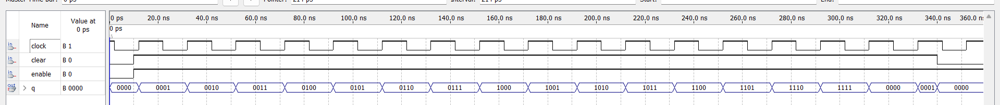 Master Time Bar: 0 ps Pointer: 214 ps Interval: 214 ps Start: End:
Name Value at 0 ps 0 ps 20.0 ns 40.0 ns 60.0 ns 80.0 ns 100.0 ns 120.0 ns 140.0 ns 160.0 ns 180.0 ns 200.0 ns 220.0 ns 240.0 ns 260.0 ns 280.0 ns 300.0 ns 320.0 ns 340.0 ns 360.0 ns
0 ps
in clock B 1
in clear B 0
in enable B 0
out > q B 0000 0000 0001 0010 0011 0100 0101 0110 0111 1000 1001 1010 1011 1100 1101 1110 1111 0000 0001 0000